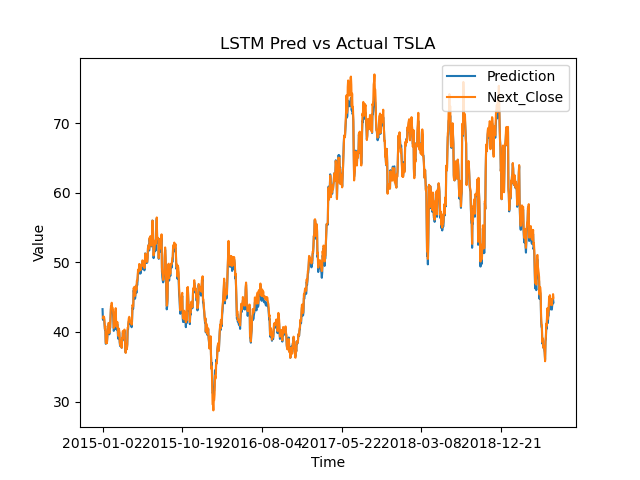 LSTM Pred vs Actual TSLA
Prediction
Next_Close
Value
70
60
50
40
30
2015-01-02 2015-10-19 2016-08-04 2017-05-22 2018-03-08 2018-12-21
Time